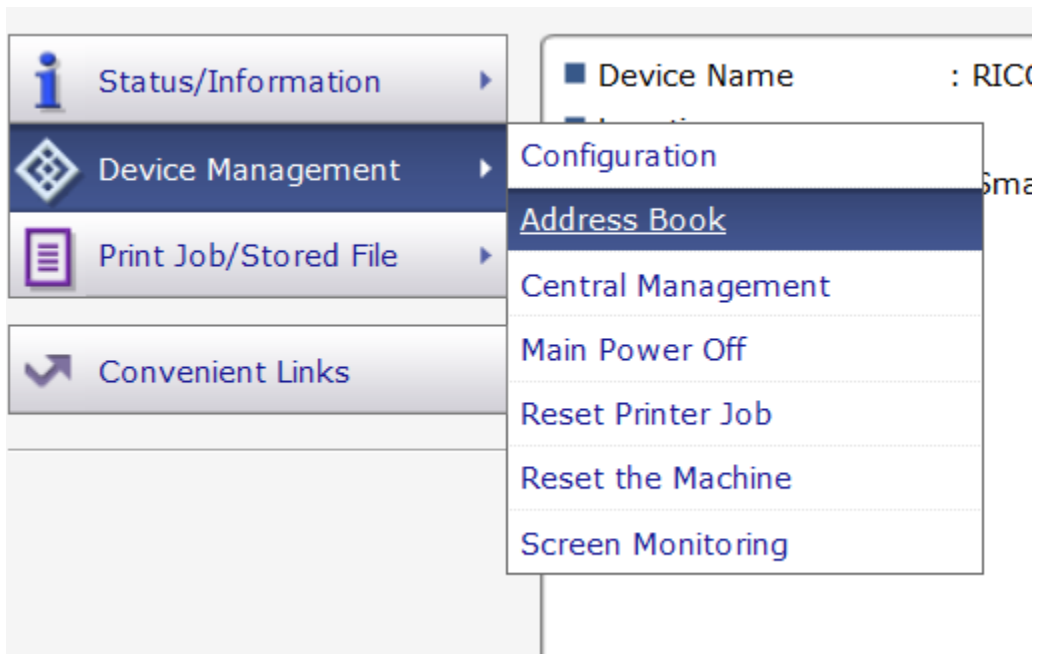 Status/Information
Device Management
Print Job/Stored File
Convenient Links
Device Name : RIC
Configuration
Address Book
Central Management
Main Power Off
Reset Printer Job
Reset the Machine
Screen Monitoring